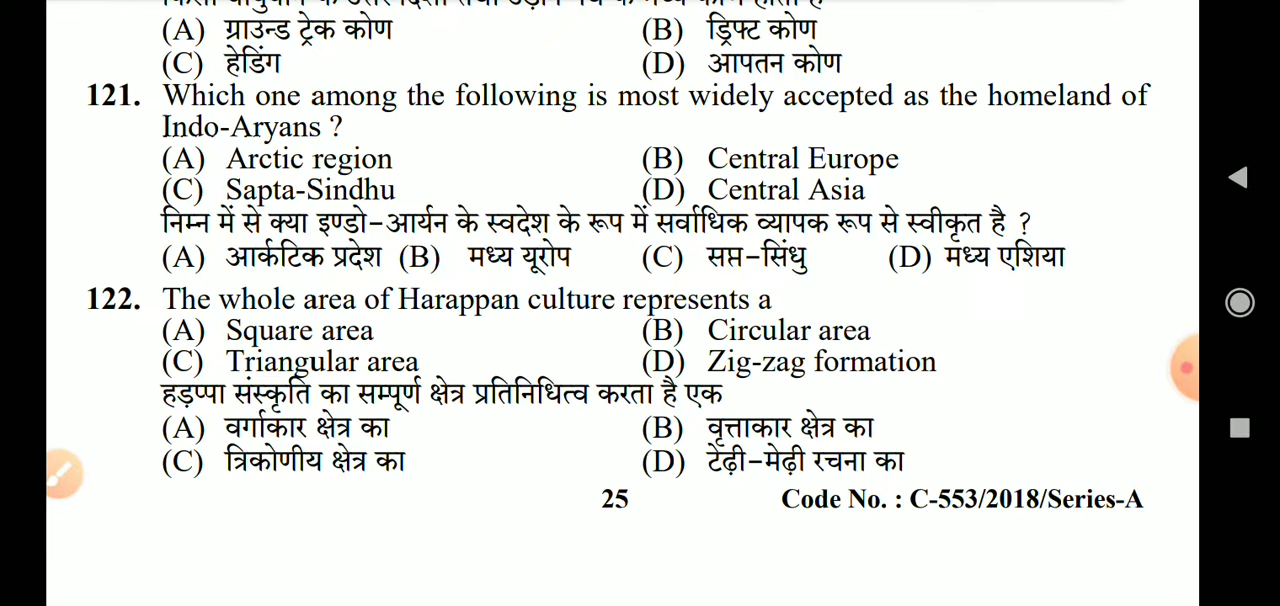 (A) ग्राउन्ड ट्रेक कोण (B) ड्रिफ्ट कोण
(C) हेडिंग (D) आपतन कोण
121. Which one among the following is most widely accepted as the homeland of
Indo-Aryans ?
(A) Arctic region (B) Central Europe
(C) Sapta-Sindhu (D) Central Asia
निम्न में से क्या इण्डो-आर्यन के स्वदेश के रूप में सर्वाधिक व्यापक रूप से स्वीकृत है ?
(A) आर्कटिक प्रदेश (B) मध्य यूरोप (C) सप्त-सिंधु (D) मध्य एशिया
122. The whole area of Harappan culture represents a
(A) Square area (B) Circular area
(C) Triangular area (D) Zig-zag formation
हड़प्पा संस्कृति का सम्पूर्ण क्षेत्र प्रतिनिधित्व करता है एक
(A) वर्गाकार क्षेत्र का (B) वृत्ताकार क्षेत्र का
(C) त्रिकोणीय क्षेत्र का (D) टेढ़ी-मेढ़ी रचना का
25 Code No. : C-553/2018/Series-A